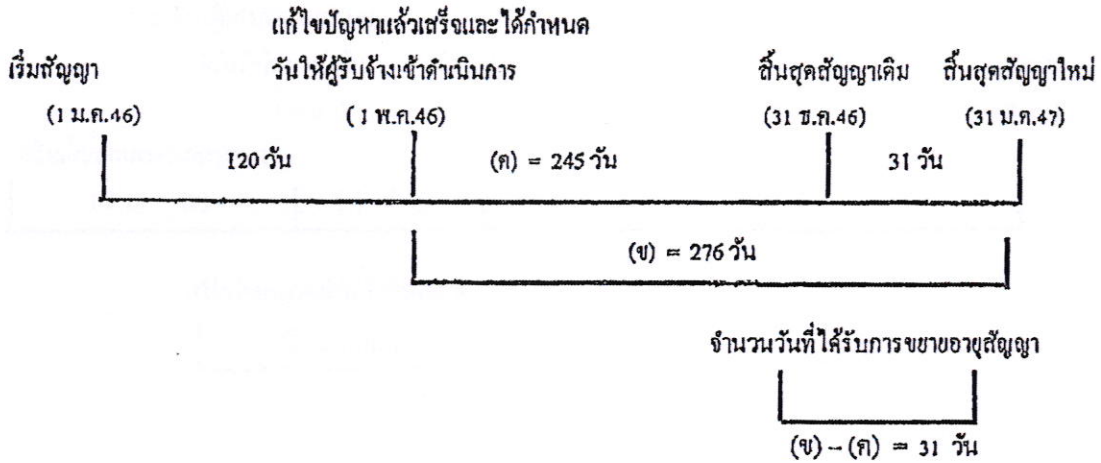 แก้ไขปัญหาแล้วเสร็จและได้กำหนด
เริ่มสัญญา วันให้ผู้รับจ้างเข้าดำเนินการ สิ้นสุดสัญญาเดิม สิ้นสุดสัญญาใหม่
(1 ม.ค.46) (1 พ.ค.46) (31 ธ.ค.46) (31 ม.ค.47)
120 วัน (ค) = 245 วัน 31 วัน
(ข) = 276 วัน
จำนวนวันที่ได้รับการขยายอายุสัญญา
(ข) – (ค) = 31 วัน